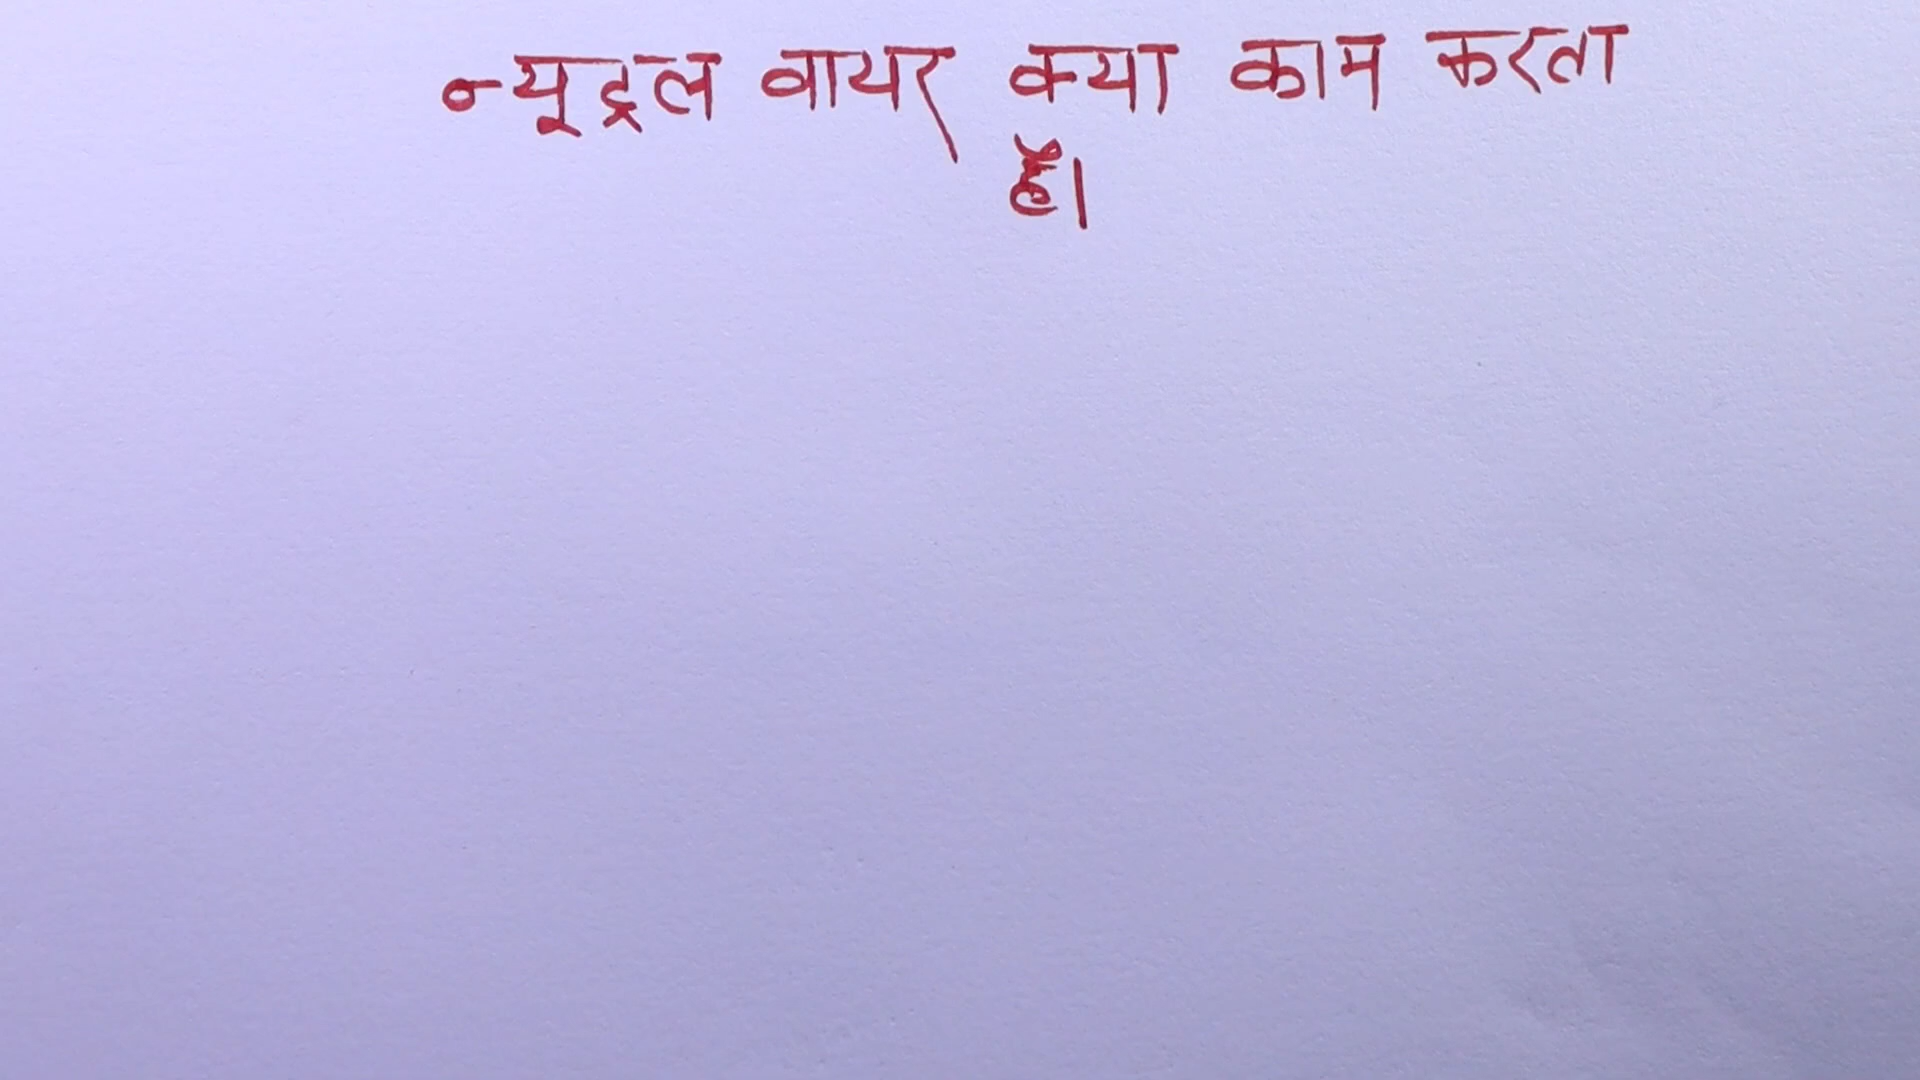 न्यूट्रल वायर क्या काम करता
है।